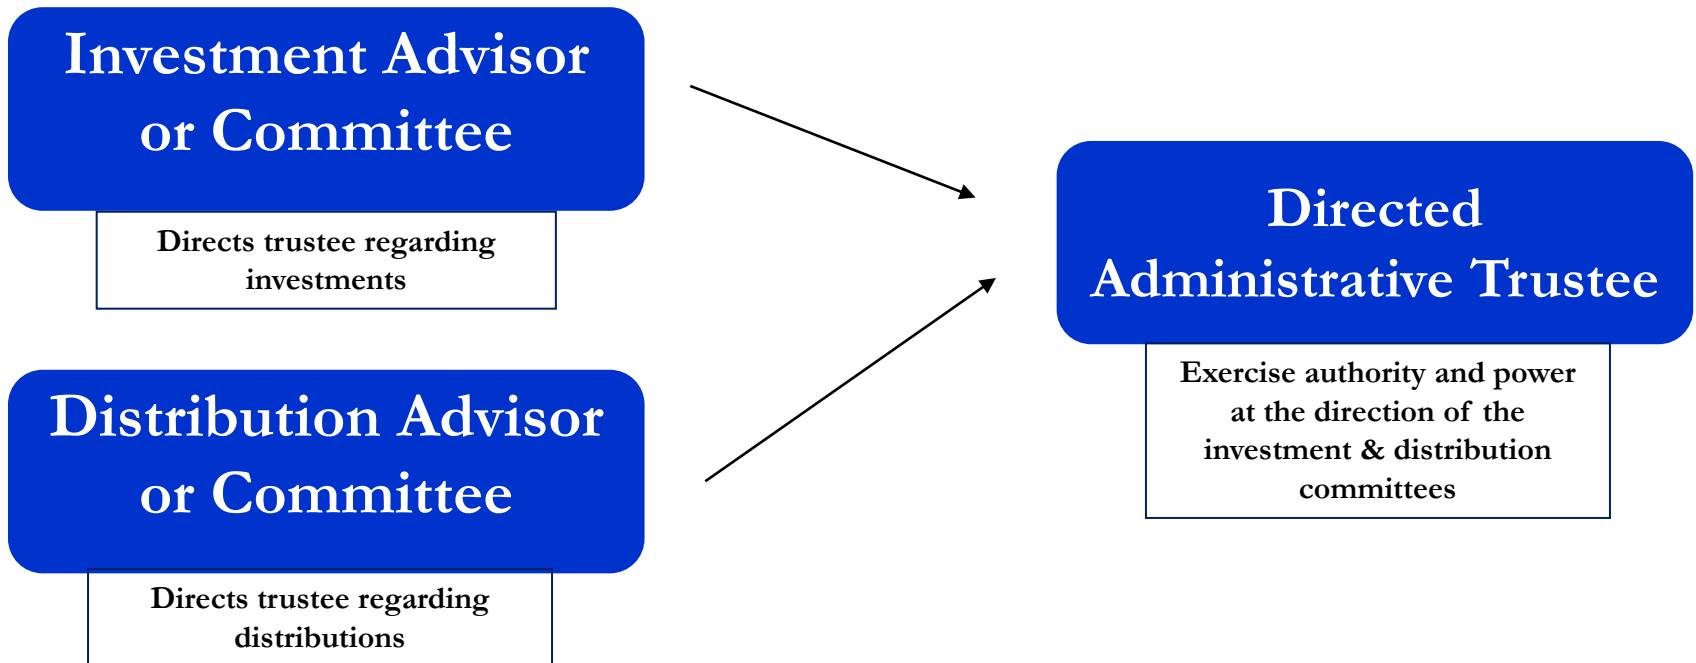 Investment Advisor
or Committee
Directs trustee regarding
investments
Distribution Advisor
or Committee
Directs trustee regarding
distributions
Directed
Administrative Trustee
Exercise authority and power
at the direction of the
investment & distribution
committees